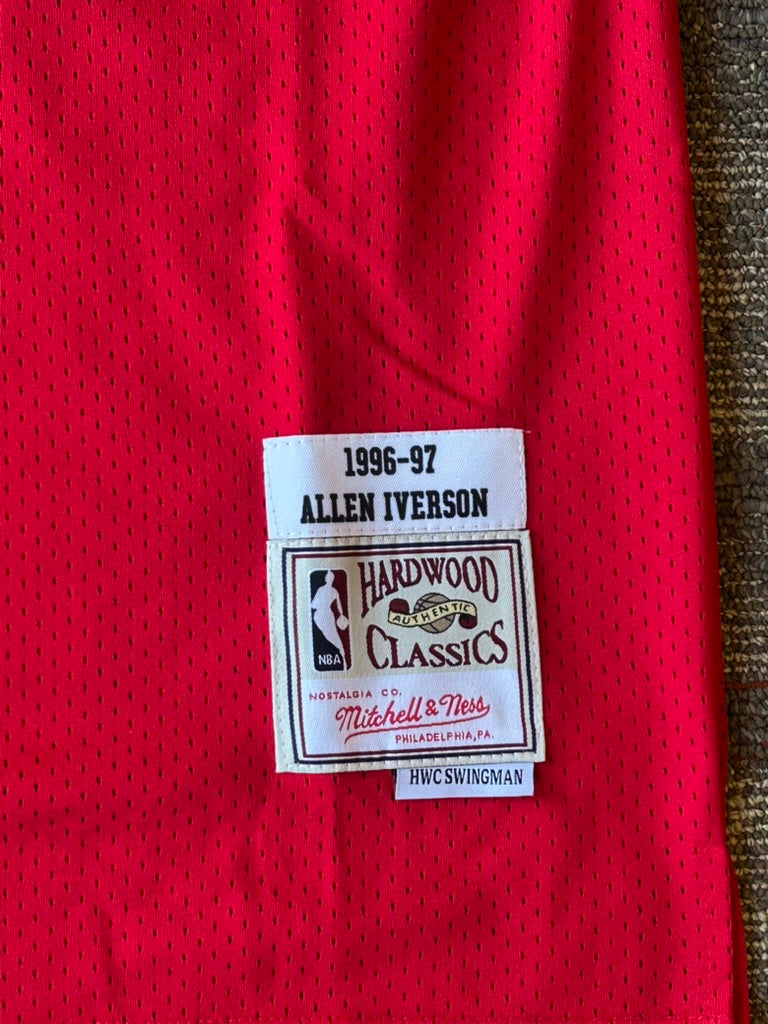 1996-97
ALLEN IVERSON
HARDWOOD
AUTHENTIC
CLASSICS
NBA
NOSTALGIA CO.
Mitchell & Ness
PHILADELPHIA, PA.
HWC SWINGMAN